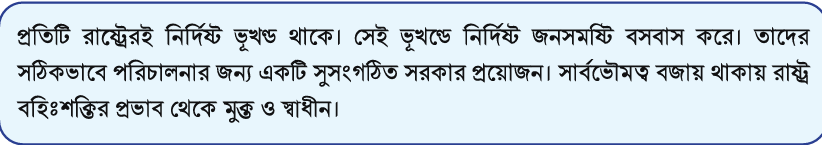 প্রতিটি রাষ্ট্রেরই নির্দিষ্ট ভূখণ্ড থাকে। সেই ভূখণ্ডে নির্দিষ্ট জনসমষ্টি বসবাস করে। তাদের
সঠিকভাবে পরিচালনার জন্য একটি সুসংগঠিত সরকার প্রয়োজন। সার্বভৌমত্ব বজায় থাকায় রাষ্ট্র
বহিঃশক্তির প্রভাব থেকে মুক্ত ও স্বাধীন।